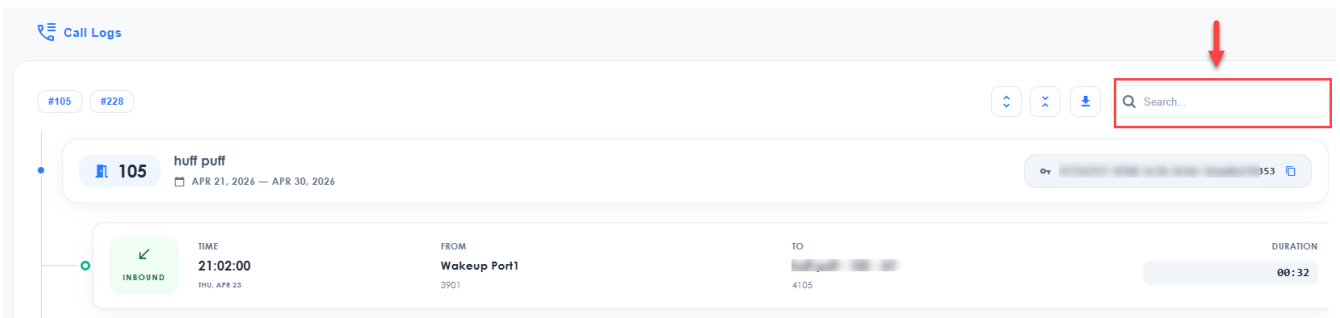 Call Logs
#105 #228
Search...
105
huff puff
APR 21, 2026 — APR 30, 2026
353
INBOUND
TIME
21:02:00
THU, APR 23
FROM
Wakeup Port1
3901
TO
4105
DURATION
00:32